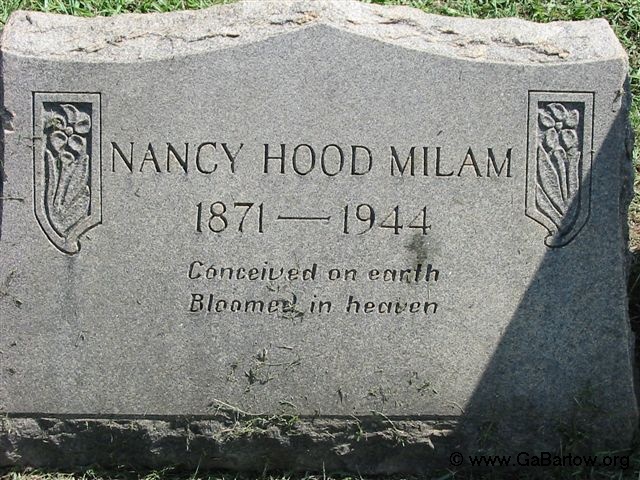 NANCY HOOD MILAM
1871 — 1944
Conceived on earth
Bloomed in heaven
© www.GaBartow.org